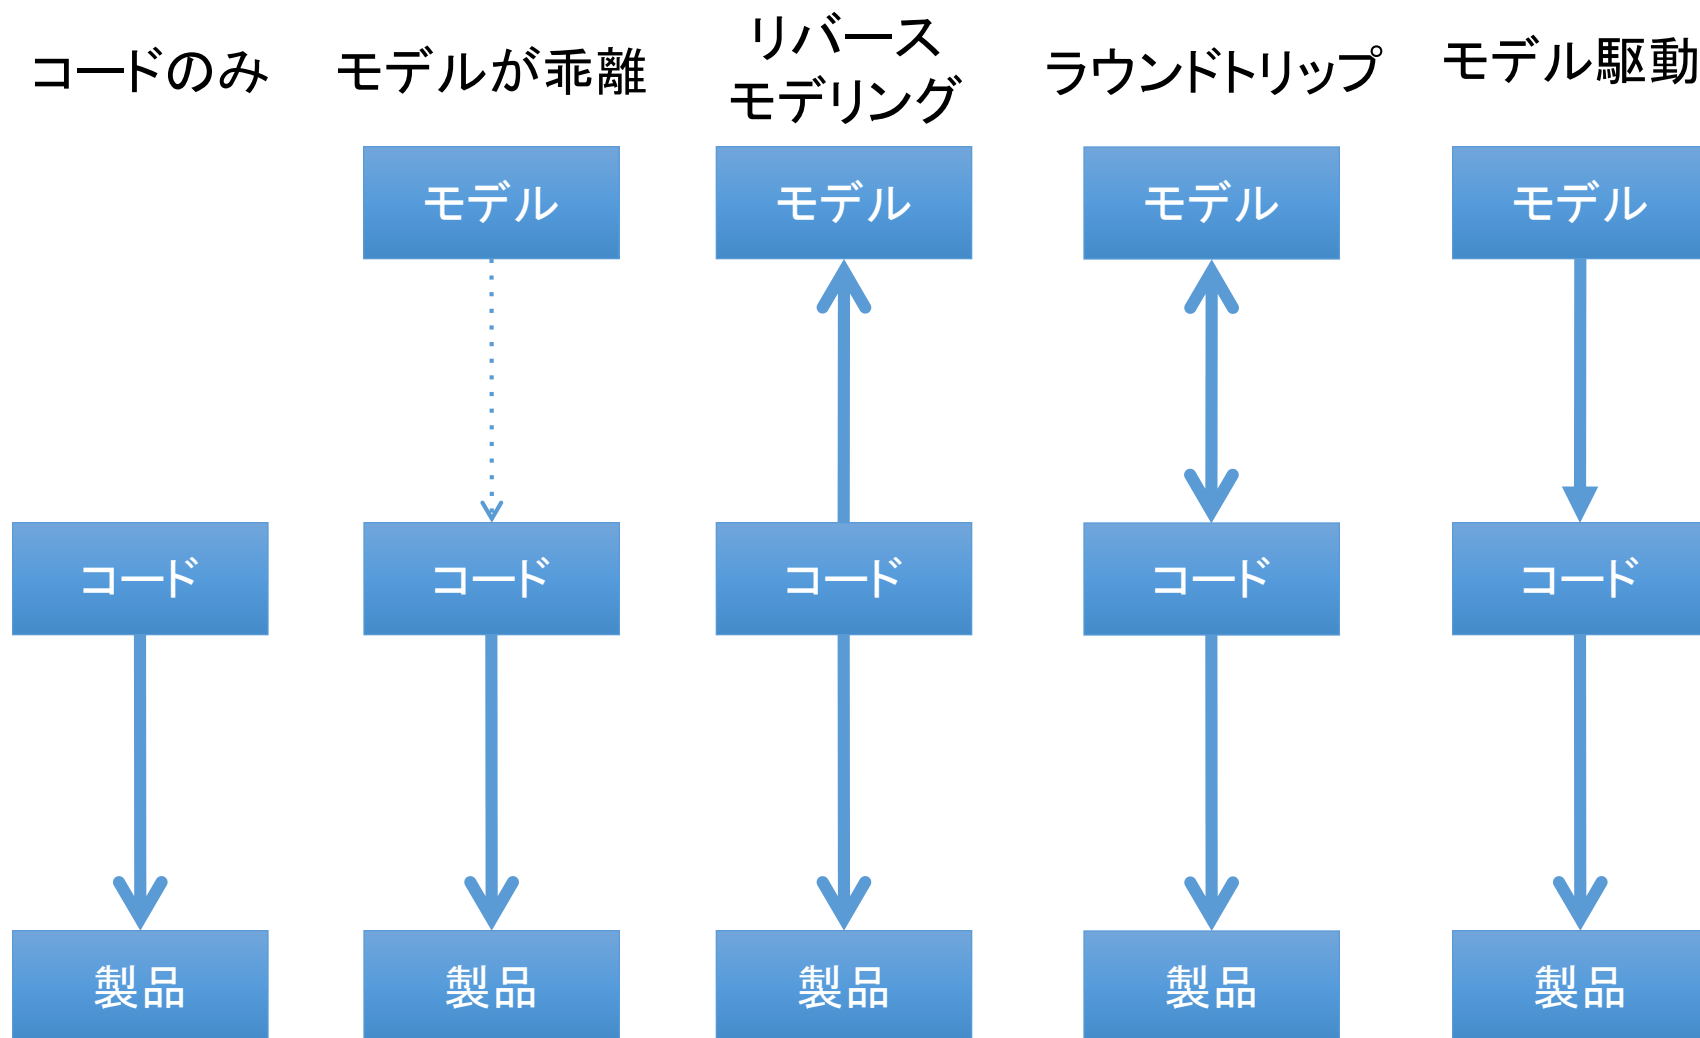 コードのみ
モデルが乖離
リバース
モデリング
ラウンドトリップ
モデル駆動
モデル
モデル
モデル
モデル
コード
コード
コード
コード
コード
製品
製品
製品
製品
製品